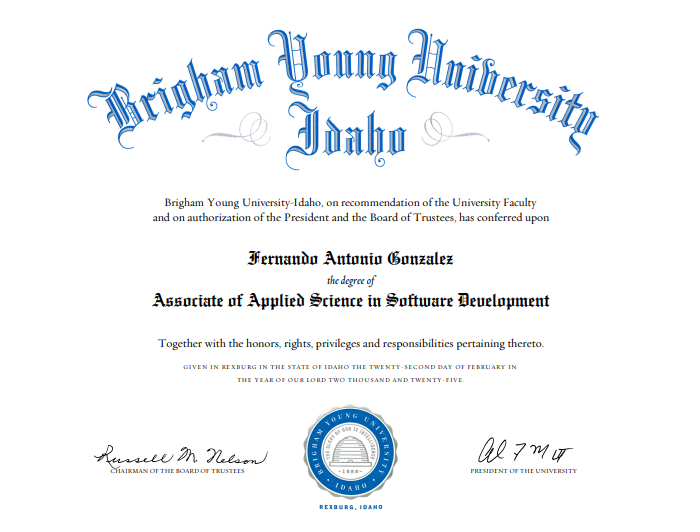 Brigham Young University
Idaho
Brigham Young University-Idaho, on recommendation of the University Faculty
and on authorization of the President and the Board of Trustees, has conferred upon
Fernando Antonio Gonzalez
the degree of
Associate of Applied Science in Software Development
Together with the honors, rights, privileges and responsibilities pertaining thereto.
GIVEN IN REXBURG IN THE STATE OF IDAHO THE TWENTY-SECOND DAY OF FEBRUARY IN
THE YEAR OF OUR LORD TWO THOUSAND AND TWENTY-FIVE.
Russell M. Nelson
CHAIRMAN OF THE BOARD OF TRUSTEES
BRIGHAM YOUNG UNIVERSITY
THE GLORY OF GOD IS INTELLIGENCE
1888
IDAHO
REXBURG, IDAHO
PRESIDENT OF THE UNIVERSITY